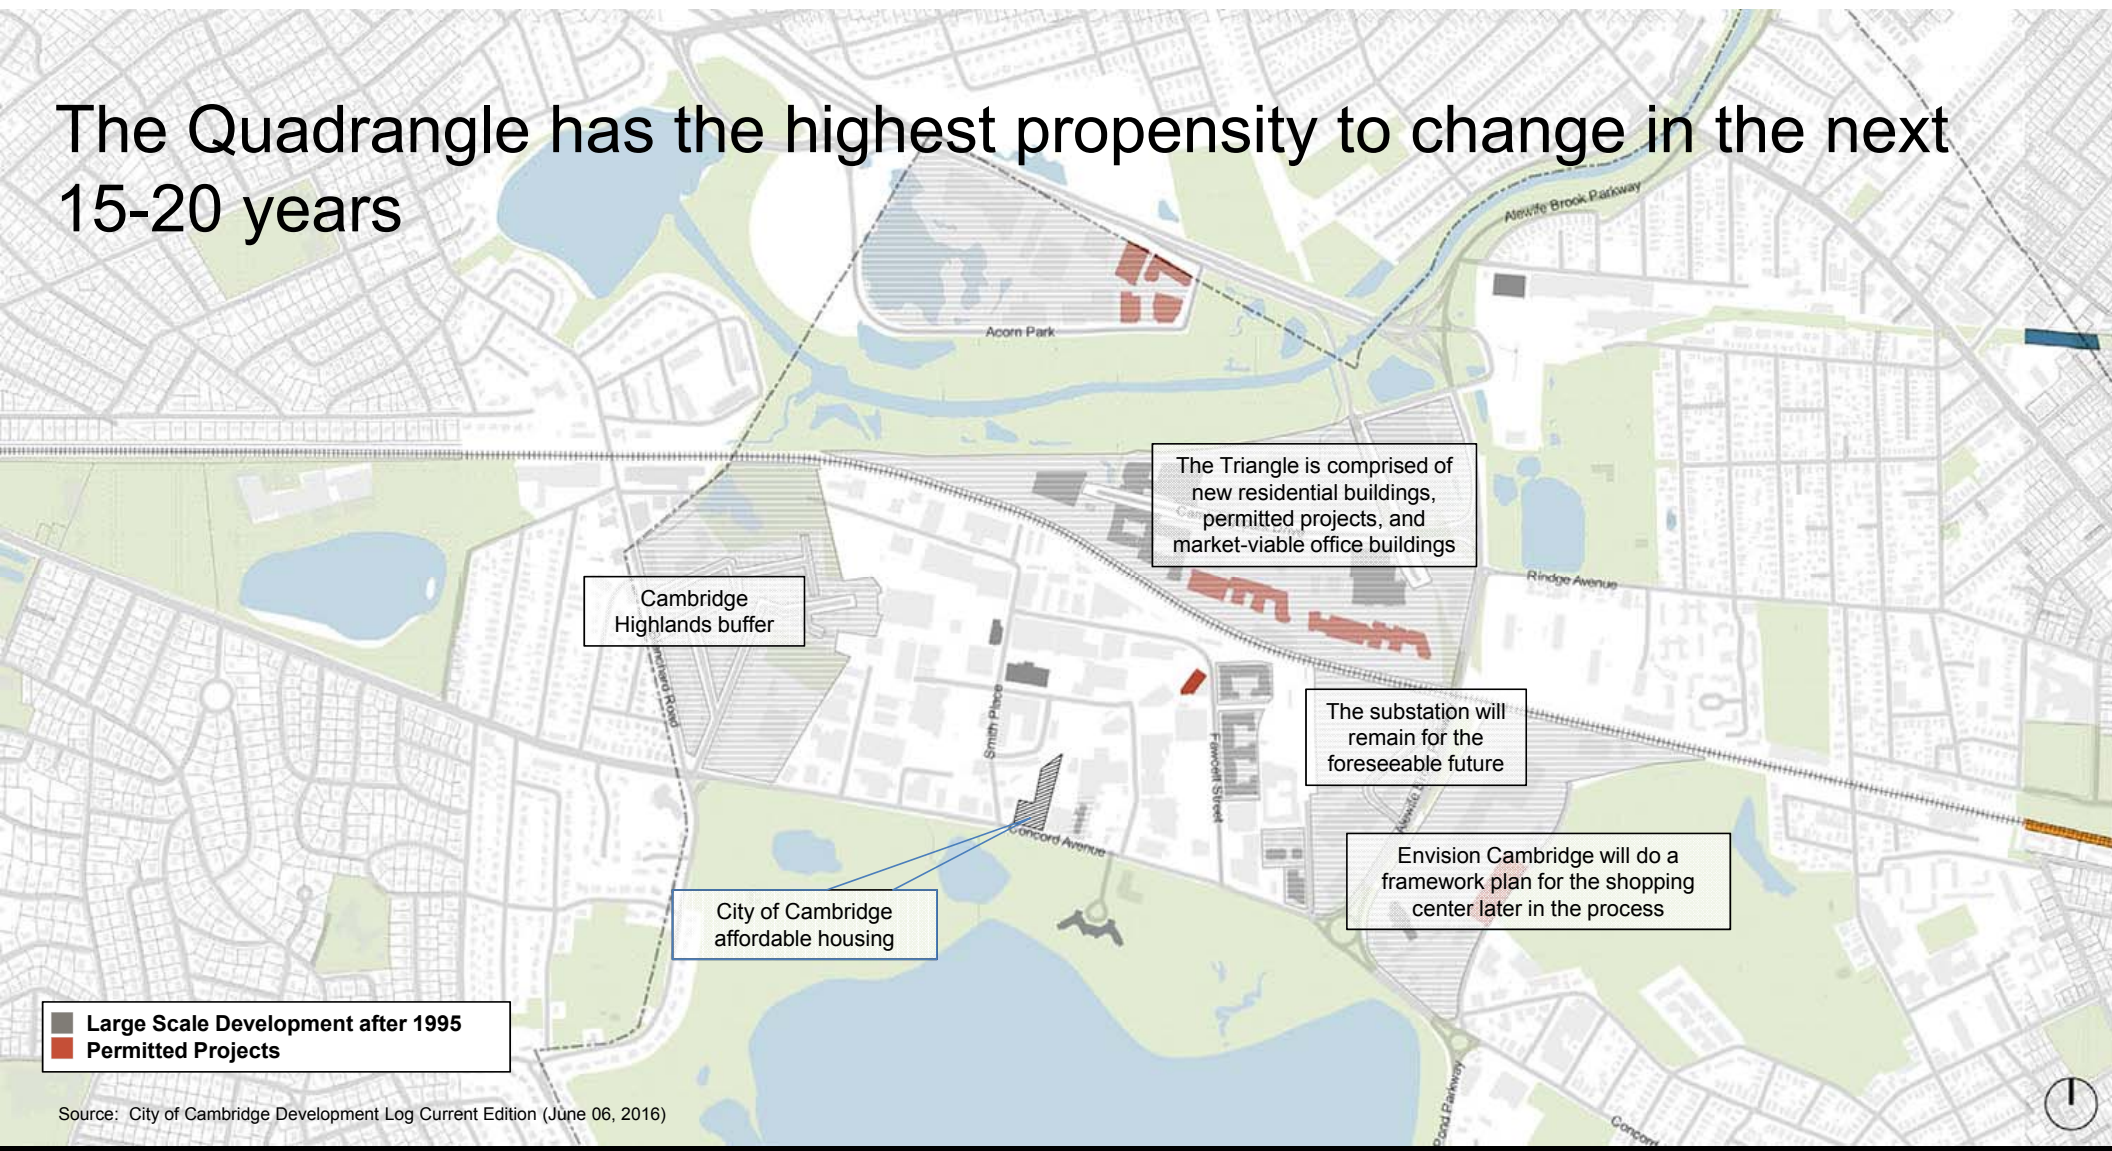 The Quadrangle has the highest propensity to change in the next
15-20 years
Alewife Brook Parkway
Acorn Park
The Triangle is comprised of
new residential buildings,
permitted projects, and
market-viable office buildings
Rindge Avenue
Cambridge
Highlands buffer
Smith Place
Fawcett Street
The substation will
remain for the
foreseeable future
Concord Avenue
Envision Cambridge will do a
framework plan for the shopping
center later in the process
City of Cambridge
affordable housing
Large Scale Development after 1995
Permitted Projects
Source: City of Cambridge Development Log Current Edition (June 06, 2016)
Road
Pond Parkway
Concord